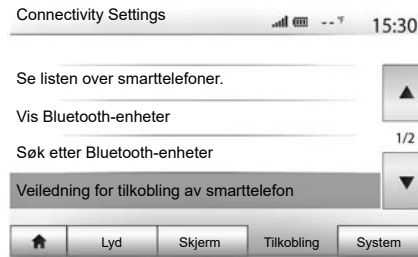 Connectivity Settings
--°F
15:30
Se listen over smarttelefoner.
Vis Bluetooth-enheter
1/2
Søk etter Bluetooth-enheter
Veiledning for tilkobling av smarttelefon
Lyd
Skjerm
Tilkobling
System